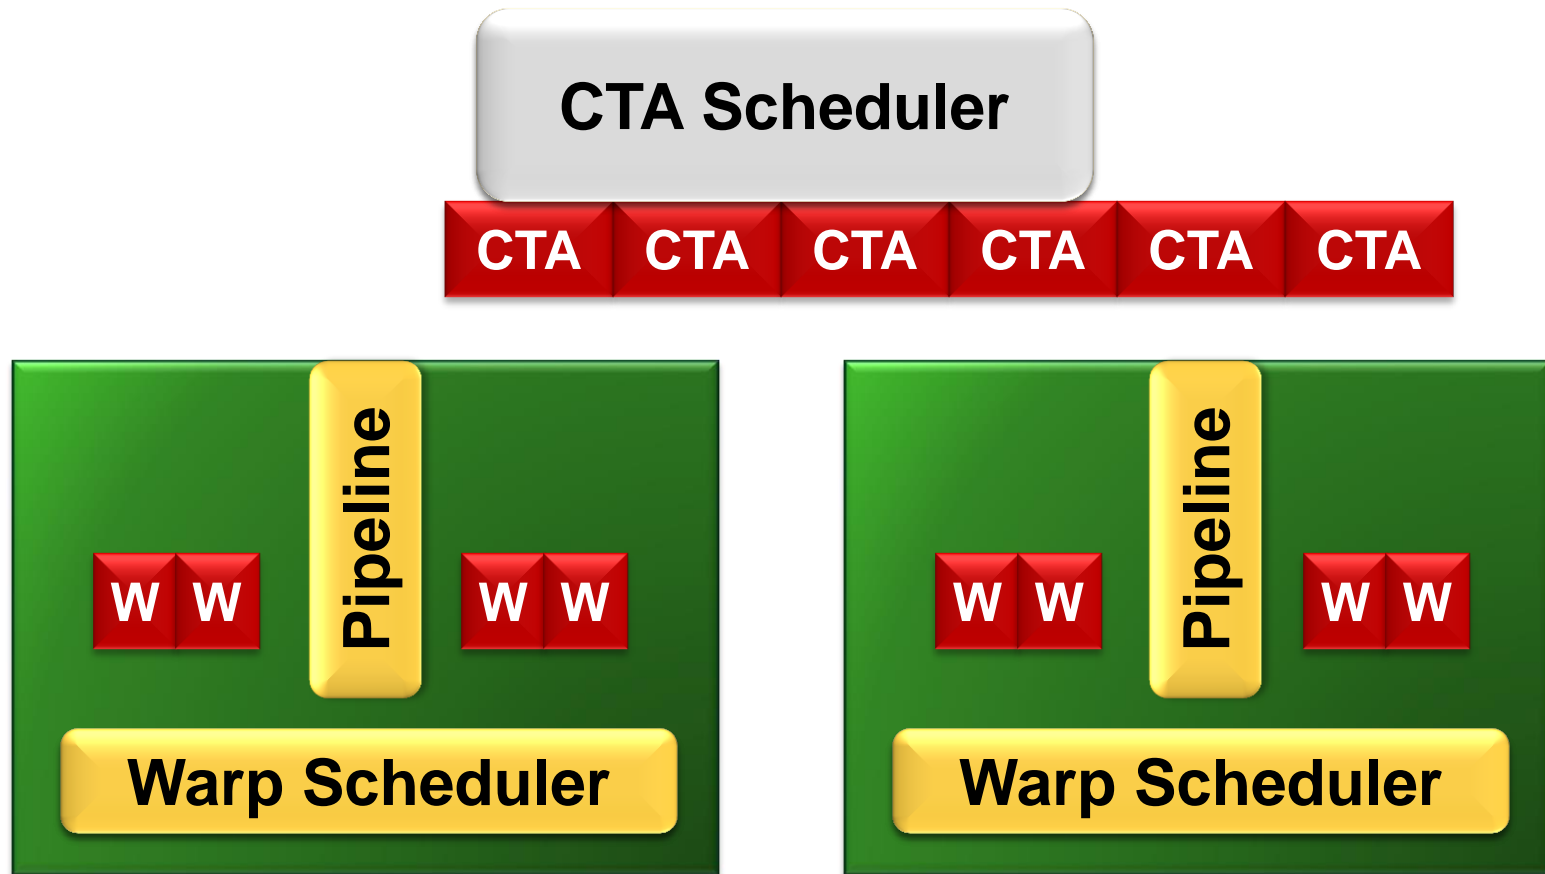 CTA Scheduler
CTA CTA CTA CTA CTA CTA
Pipeline
W W W W
Warp Scheduler
Pipeline
W W W W
Warp Scheduler